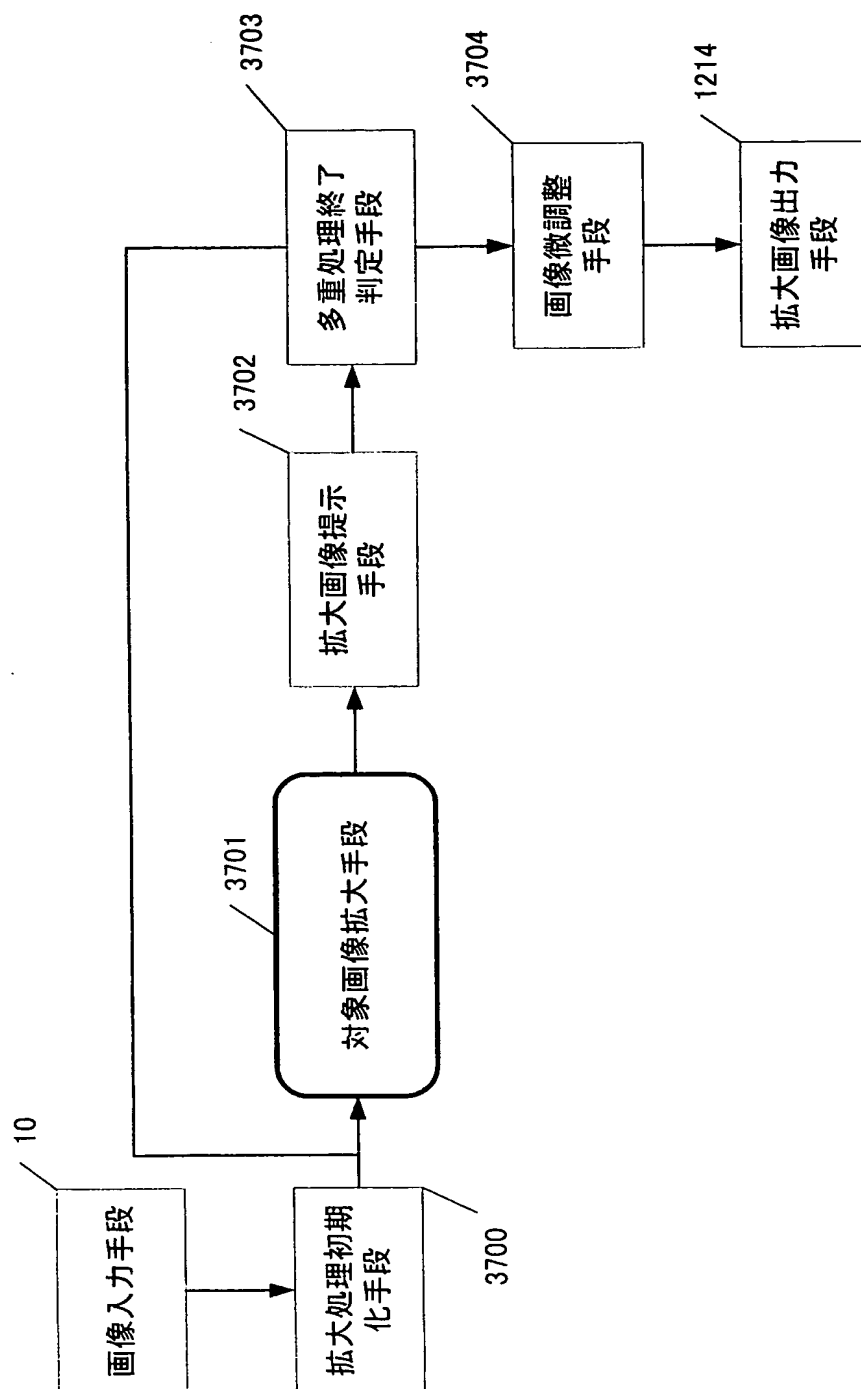 10
画像入力手段
拡大処理初期
化手段
3700
3701
対象画像拡大手段
3702
拡大画像提示
手段
3703
多重処理終了
判定手段
3704
画像微調整
手段
1214
拡大画像出力
手段